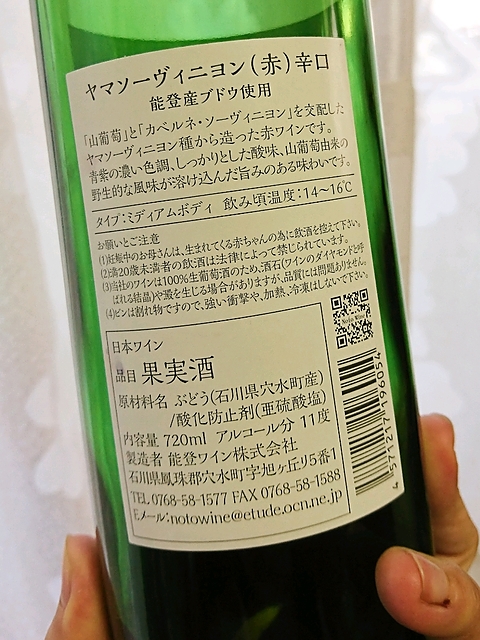 ヤマソーヴィニヨン(赤)辛口
能登産ブドウ使用
「山葡萄」と「カベルネ・ソーヴィニヨン」を交配した
ヤマソーヴィニヨン種から造った赤ワインです。
青紫の濃い色調、しっかりとした酸味、山葡萄由来の
野生的な風味が溶け込んだ旨みのある味わいです。
タイプ:ミディアムボディ 飲み頃温度:14~16℃
お願いとご注意
(1)妊娠中のお母さんは、生まれてくる赤ちゃんの為に飲酒を控えて下さい。
(2)満20歳未満者の飲酒は法律によって禁じられています。
(3)当社のワインは100%生葡萄酒のため、酒石(ワインのダイヤモンドと呼
ばれる結晶)や澱を生じる場合がありますが、品質には問題ありません。
(4)ビンは割れ物ですので、強い衝撃や、加熱、冷凍はしないで下さい。
日本ワイン
品目 果実酒
原材料名 ぶどう(石川県穴水町産)
/酸化防止剤(亜硫酸塩)
内容量 720ml アルコール分 11度
製造者 能登ワイン株式会社
石川県鳳珠郡穴水町字旭ヶ丘り5番1
TEL 0768-58-1577 FAX 0768-58-1588
Eメール:notowine@etude.ocn.ne.jp
4 571217 196054